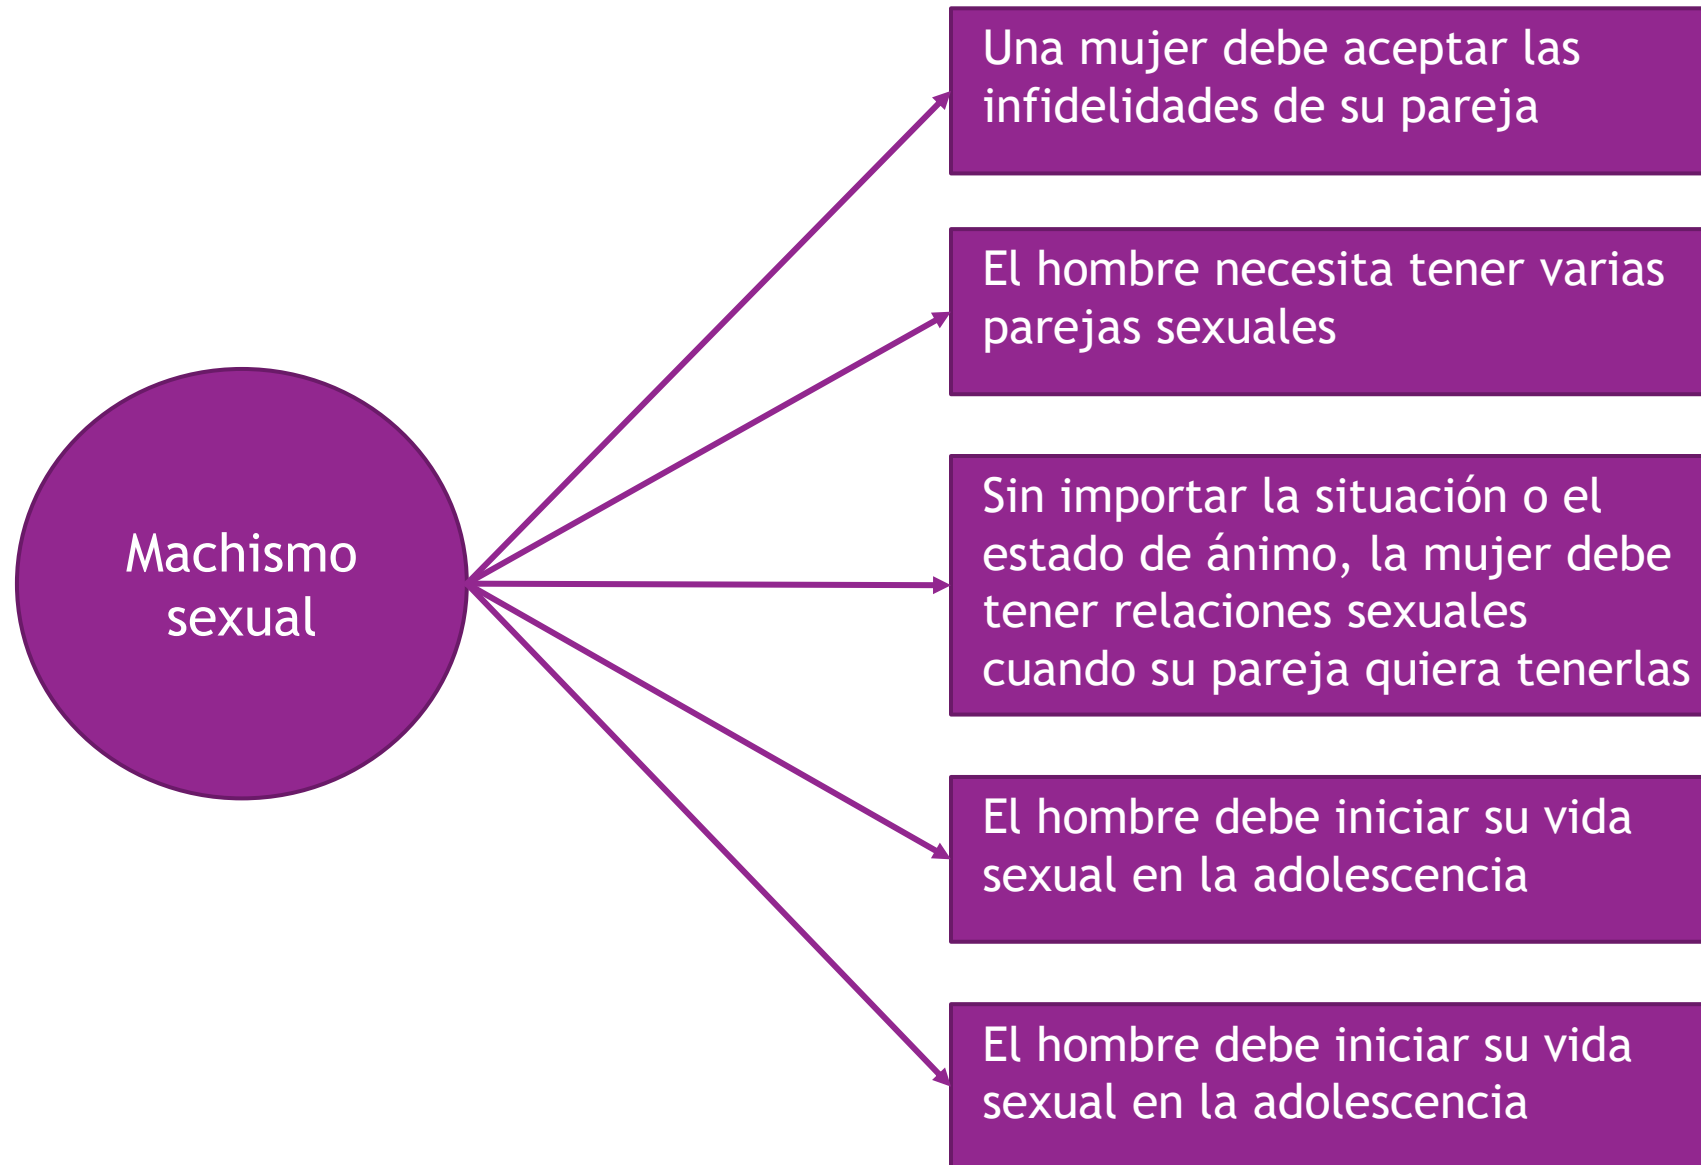 Una mujer debe aceptar las
infidelidades de su pareja
El hombre necesita tener varias
parejas sexuales
Machismo
sexual
Sin importar la situación o el
estado de ánimo, la mujer debe
tener relaciones sexuales
cuando su pareja quiera tenerlas
El hombre debe iniciar su vida
sexual en la adolescencia
El hombre debe iniciar su vida
sexual en la adolescencia